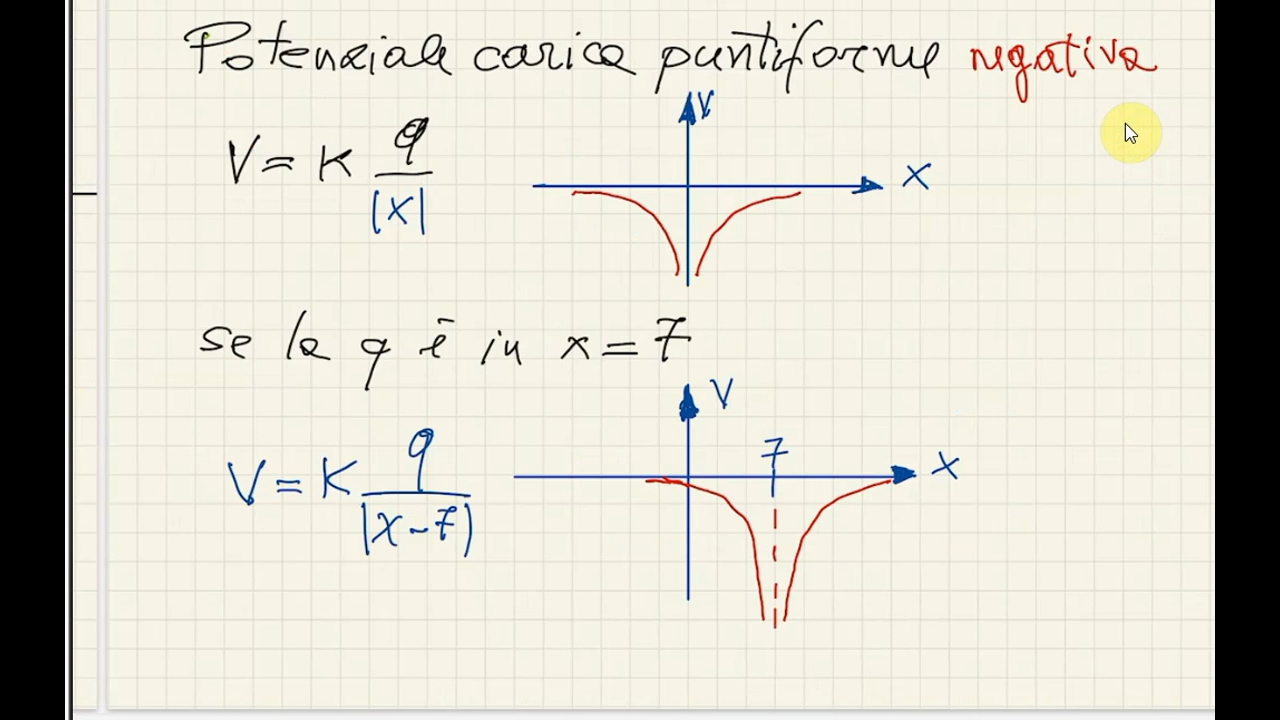 Potenziale carica puntiforme negativa
V
V = K q/|x|
X
se la q è in x = 7
V
7
X
V = K q/|x-7|